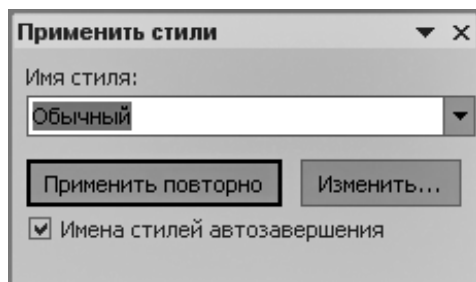 Применить стили
Имя стиля:
Обычный
Применить повторно Изменить...
Имена стилей автозавершения